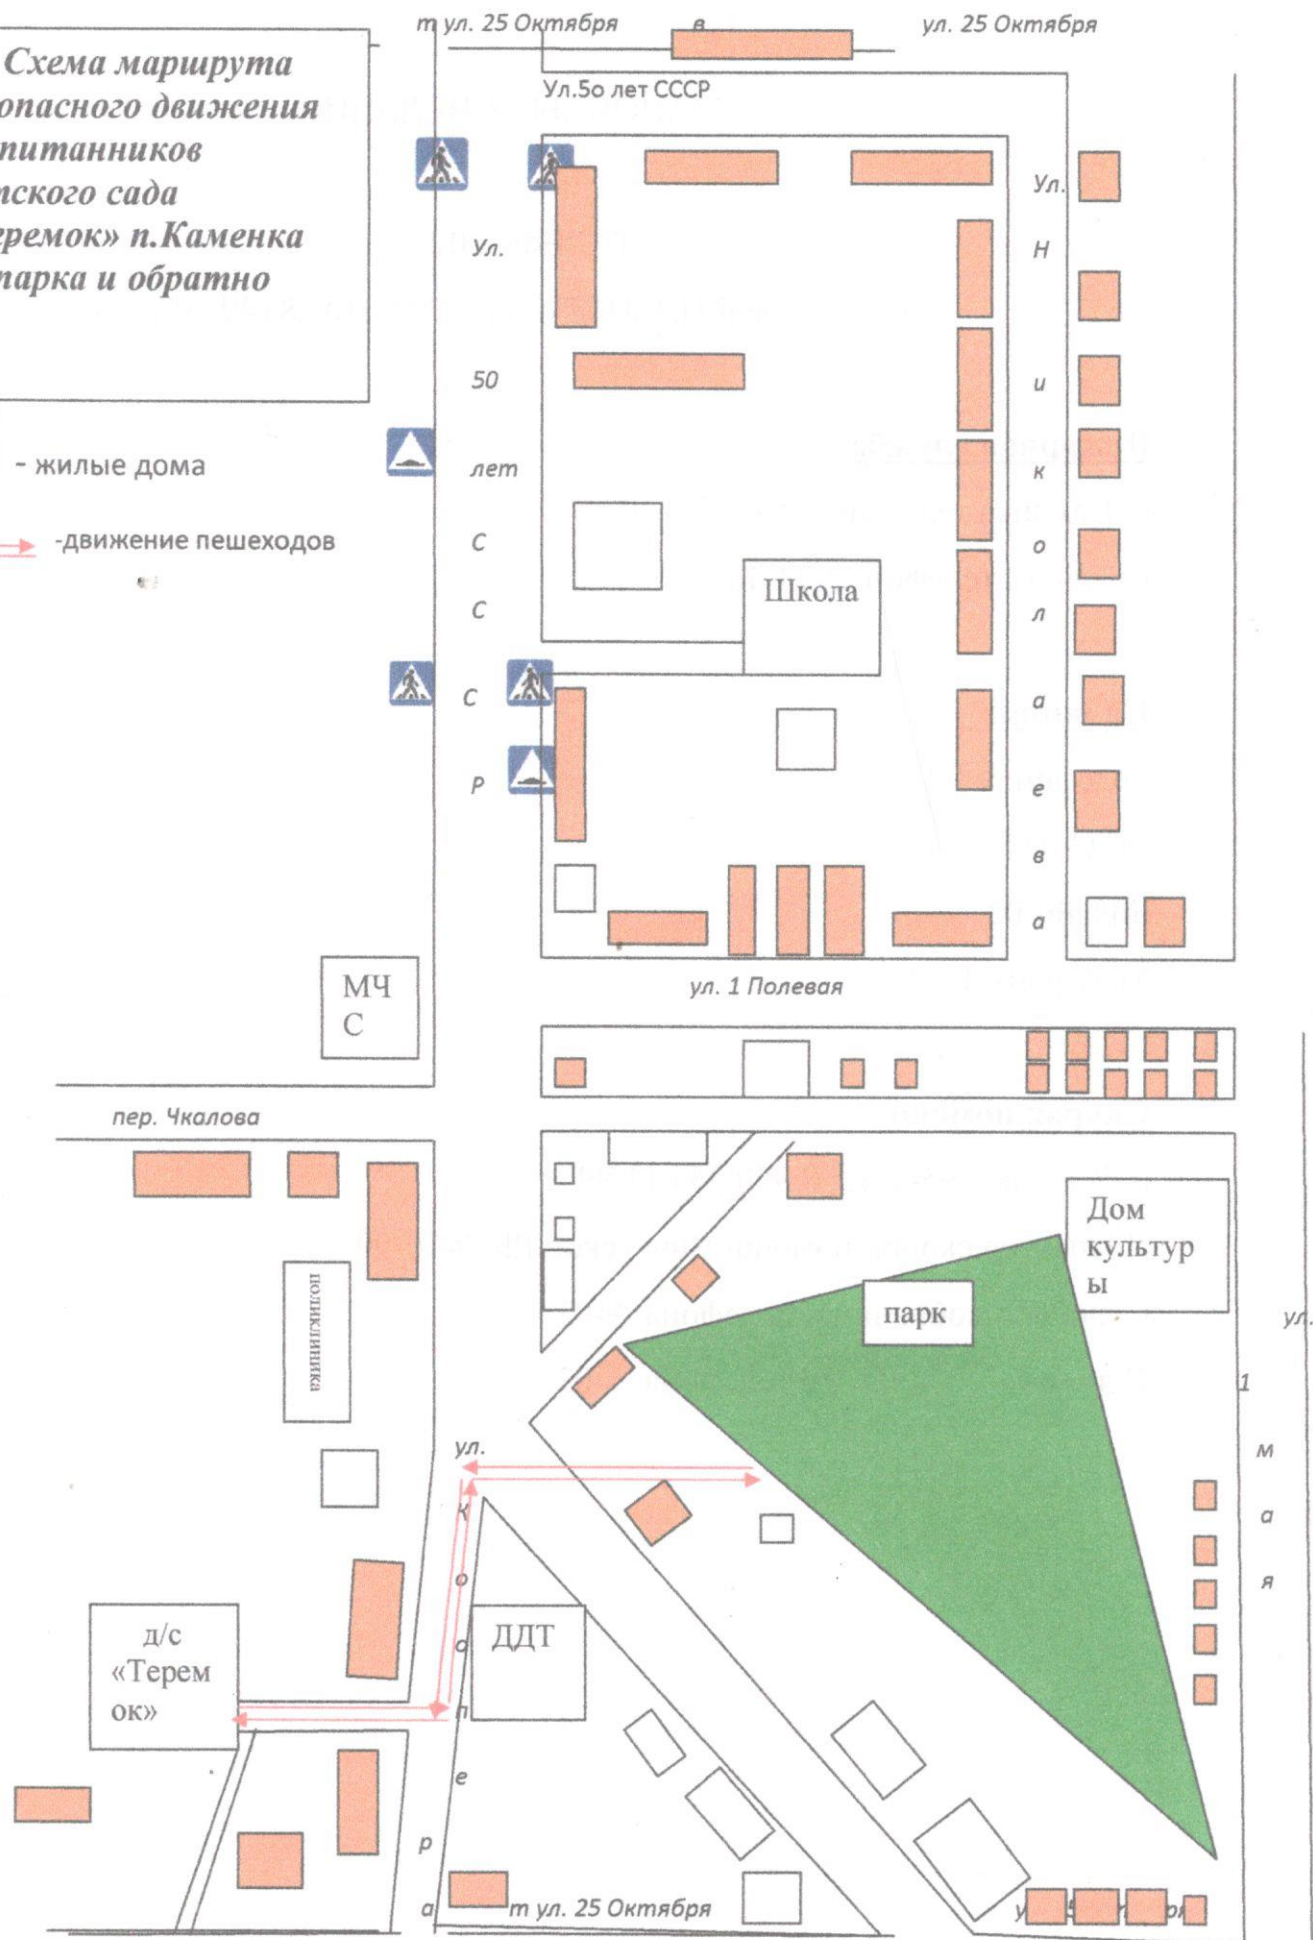 т ул. 25 Октября
в
ул. 25 Октября
Схема маршрута
опасного движения
питанников
тского сада
еремок» п.Каменка
парка и обратно
- жилые дома
-движение пешеходов
Ул.5о лет СССР
Ул.
50
лет
С
С
С
Р
Ул.
Н
и
к
о
л
а
е
в
а
Школа
МЧ
С
ул. 1 Полевая
пер. Чкалова
поликлиника
Дом
культур
ы
парк
ул.
1
м
а
я
ул.
К
о
о
п
е
р
а
д/с
«Терем
ок»
ДДТ
т ул. 25 Октября